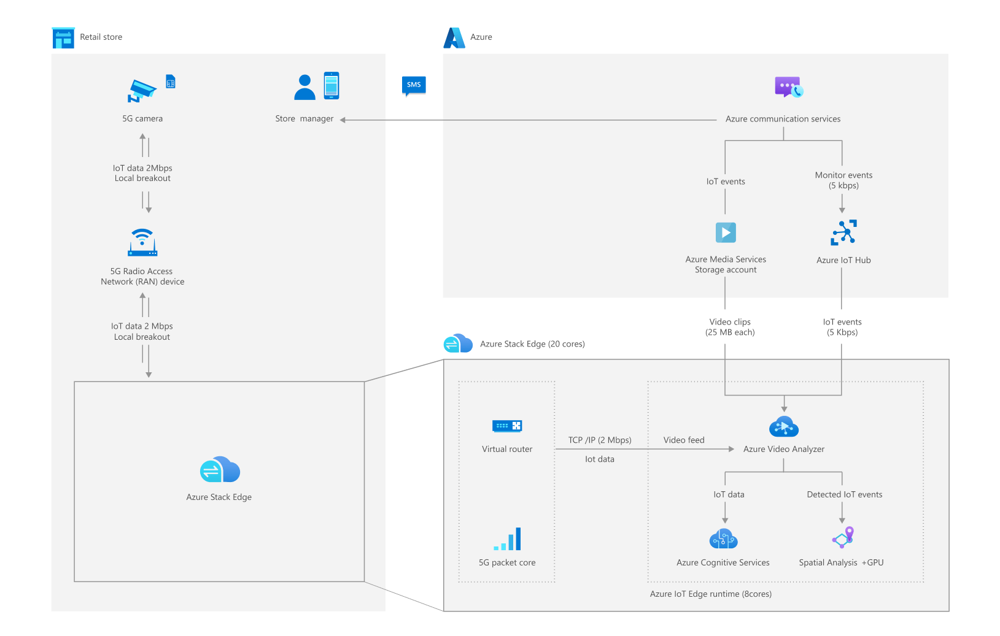 Retail store
Azure
SMS
5G camera
Store manager
Azure communication services
IoT data 2Mbps
Local breakout
IoT events
Monitor events
(5 kbps)
5G Radio Access
Network (RAN) device
Azure Media Services
Storage account
Azure IoT Hub
IoT data 2 Mbps
Local breakout
Video clips
(25 MB each)
IoT events
(5 Kbps)
Azure Stack Edge (20 cores)
Azure Stack Edge
Virtual router
TCP /IP (2 Mbps)
Iot data
Video feed
Azure Video Analyzer
IoT data
Detected IoT events
5G packet core
Azure Cognitive Services
Spatial Analysis +GPU
Azure IoT Edge runtime (8cores)